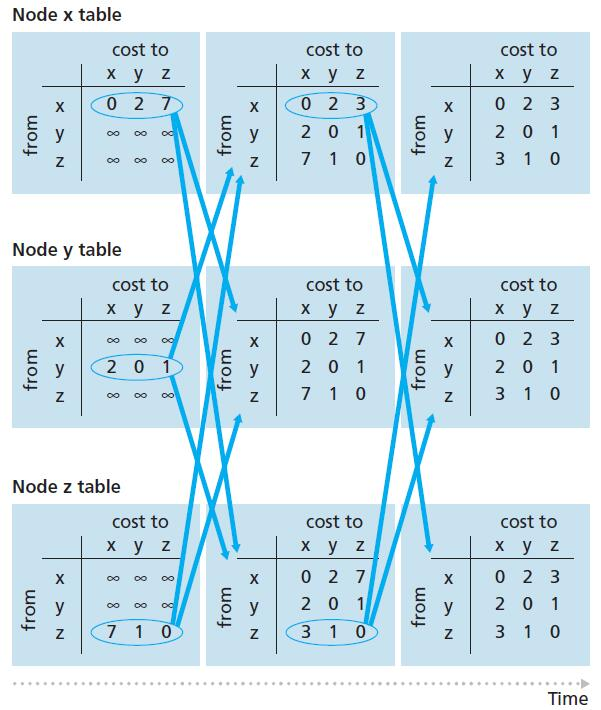 Node x table
cost to cost to cost to
x y z x y z x y z
from x 0 2 7 from x 0 2 3 from x 0 2 3
y ∞ ∞ ∞ y 2 0 1 y 2 0 1
z ∞ ∞ ∞ z 7 1 0 z 3 1 0
Node y table
cost to cost to cost to
x y z x y z x y z
from x ∞ ∞ ∞ from x 0 2 7 from x 0 2 3
y 2 0 1 y 2 0 1 y 2 0 1
z ∞ ∞ ∞ z 7 1 0 z 3 1 0
Node z table
cost to cost to cost to
x y z x y z x y z
from x ∞ ∞ ∞ from x 0 2 7 from x 0 2 3
y ∞ ∞ ∞ y 2 0 1 y 2 0 1
z 7 1 0 z 3 1 0 z 3 1 0
Time